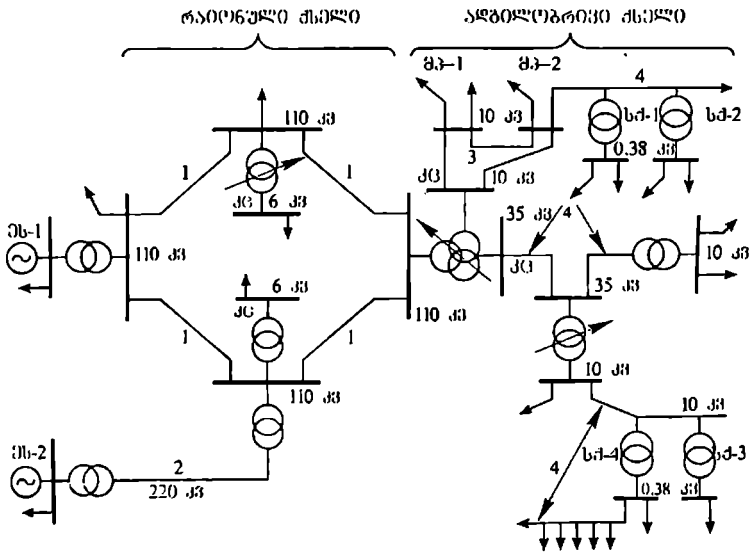 რაიონული ქსელი
ადგილობრივი ქსელი
მპ–1
მპ–2
4
110 კვ
10 კვ
სქ-1
სქ-2
3
0.38 კვ
1
1
კც
10 კვ
კც
6 კვ
35 კვ
4
ეს-1
110 კვ
კც
10 კვ
6 კვ
35 კვ
კც
110 კვ
1
1
10 კვ
110 კვ
10 კვ
ეს-2
2
სქ-4
სქ-3
220 კვ
4
0.38 კვ